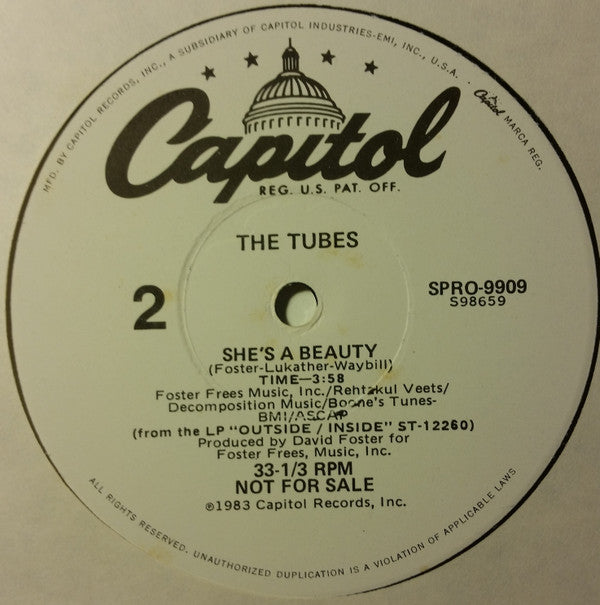 MFD. BY CAPITOL RECORDS, INC., A SUBSIDIARY OF CAPITOL INDUSTRIES-EMI, INC., U.S.A. . Capitol MARCA REG.
Capitol
REG. U.S. PAT. OFF.
THE TUBES
2
SPRO-9909
S98659
SHE'S A BEAUTY
(Foster-Lukather-Waybill)
TIME—3:58
Foster Frees Music, Inc./Rehtakul Veets/
Decomposition Music/Boone's Tunes-
BMI/ASCAP
(from the LP "OUTSIDE / INSIDE" ST-12260)
Produced by David Foster for
Foster Frees, Music, Inc.
33-1/3 RPM
NOT FOR SALE
℗1983 Capitol Records, Inc.
ALL RIGHTS RESERVED. UNAUTHORIZED DUPLICATION IS A VIOLATION OF APPLICABLE LAWS